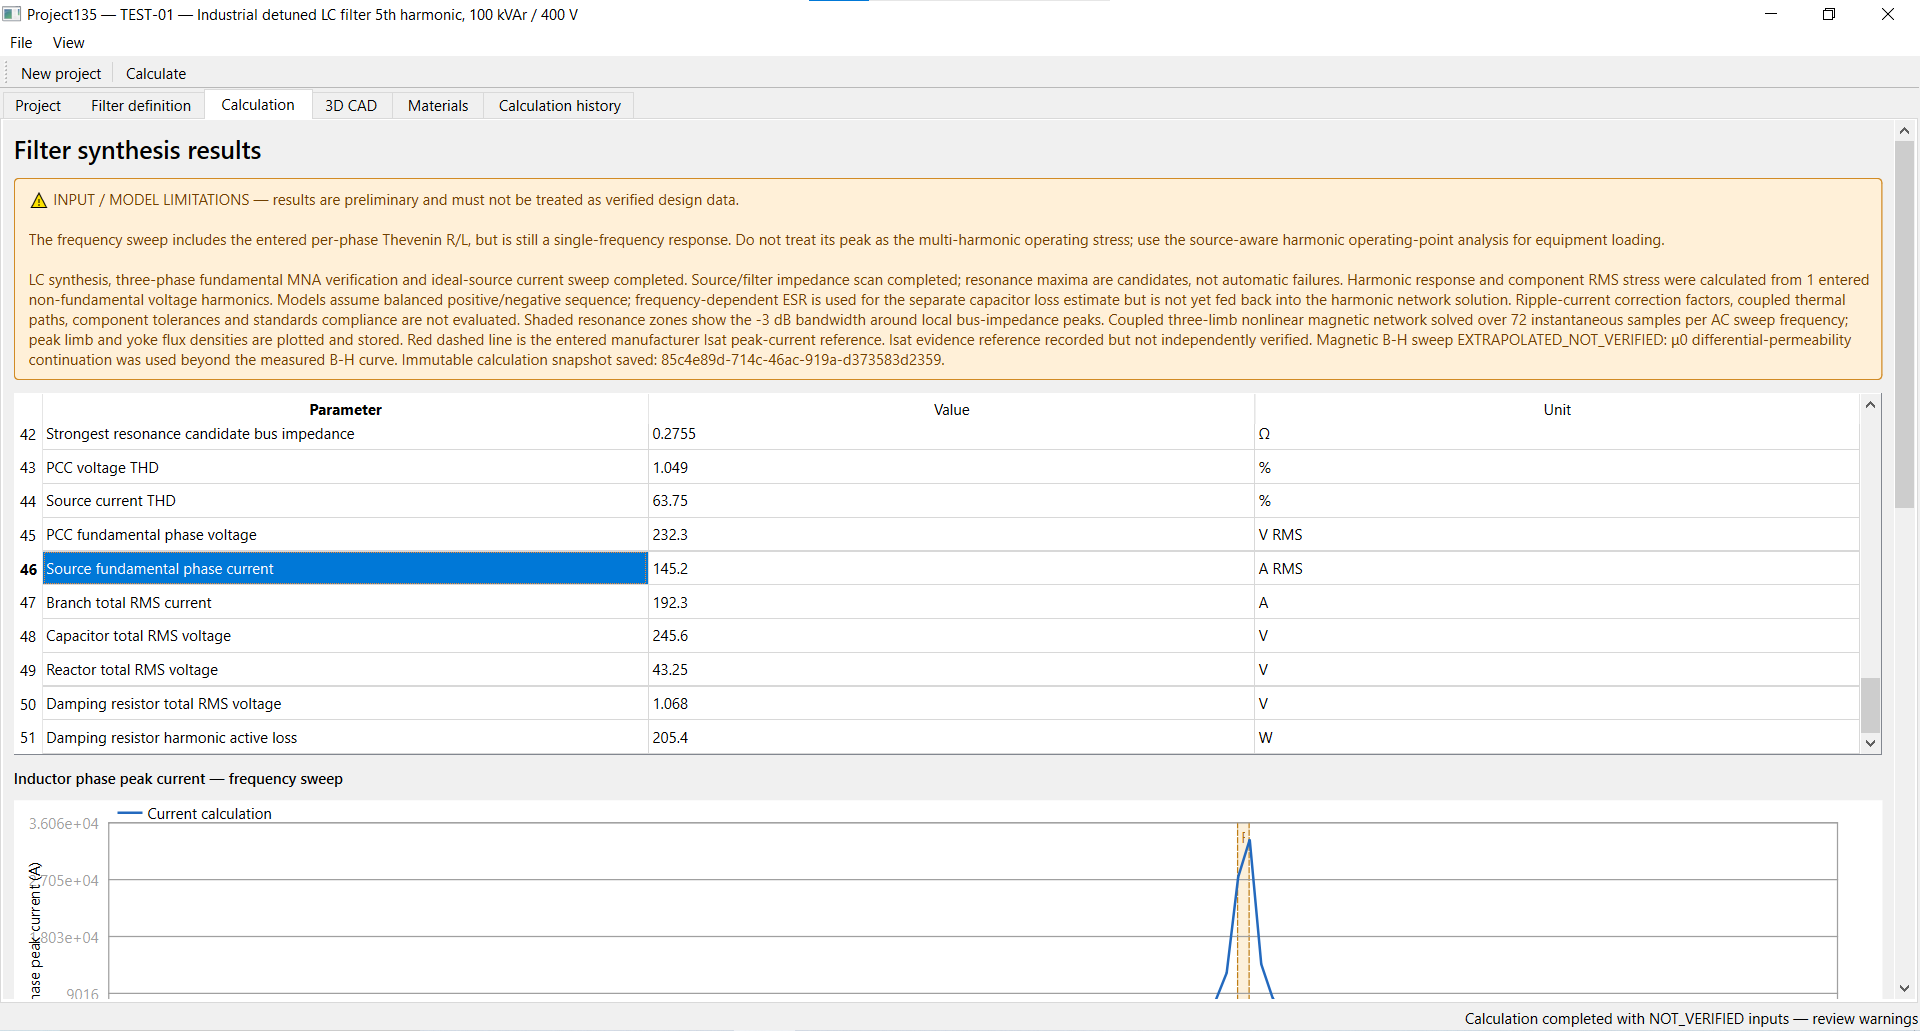 Project135 — TEST-01 — Industrial detuned LC filter 5th harmonic, 100 kVAr / 400 V
File View
New project Calculate
Project Filter definition Calculation 3D CAD Materials Calculation history
Filter synthesis results
INPUT / MODEL LIMITATIONS — results are preliminary and must not be treated as verified design data.
The frequency sweep includes the entered per-phase Thevenin R/L, but is still a single-frequency response. Do not treat its peak as the multi-harmonic operating stress; use the source-aware harmonic operating-point analysis for equipment loading.
LC synthesis, three-phase fundamental MNA verification and ideal-source current sweep completed. Source/filter impedance scan completed; resonance maxima are candidates, not automatic failures. Harmonic response and component RMS stress were calculated from 1 entered
non-fundamental voltage harmonics. Models assume balanced positive/negative sequence; frequency-dependent ESR is used for the separate capacitor loss estimate but is not yet fed back into the harmonic network solution. Ripple-current correction factors, coupled thermal
paths, component tolerances and standards compliance are not evaluated. Shaded resonance zones show the -3 dB bandwidth around local bus-impedance peaks. Coupled three-limb nonlinear magnetic network solved over 72 instantaneous samples per AC sweep frequency;
peak limb and yoke flux densities are plotted and stored. Red dashed line is the entered manufacturer Isat peak-current reference. Isat evidence reference recorded but not independently verified. Magnetic B-H sweep EXTRAPOLATED_NOT_VERIFIED: µ0 differential-permeability
continuation was used beyond the measured B-H curve. Immutable calculation snapshot saved: 85c4e89d-714c-46ac-919a-d373583d2359.
Parameter Value Unit
42 Strongest resonance candidate bus impedance 0.2755 Ω
43 PCC voltage THD 1.049 %
44 Source current THD 63.75 %
45 PCC fundamental phase voltage 232.3 V RMS
46 Source fundamental phase current 145.2 A RMS
47 Branch total RMS current 192.3 A
48 Capacitor total RMS voltage 245.6 V
49 Reactor total RMS voltage 43.25 V
50 Damping resistor total RMS voltage 1.068 V
51 Damping resistor harmonic active loss 205.4 W
Inductor phase peak current — frequency sweep
Current calculation
3.606e+04
705e+04
803e+04
9016
hase peak current (A)
Calculation completed with NOT_VERIFIED inputs — review warnings